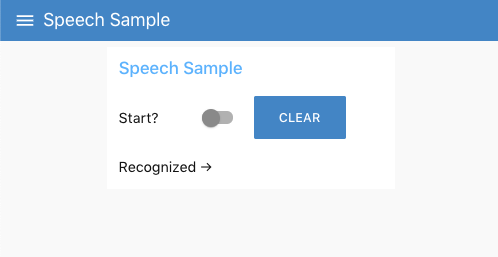 Speech Sample
Speech Sample
Start?
CLEAR
Recognized →